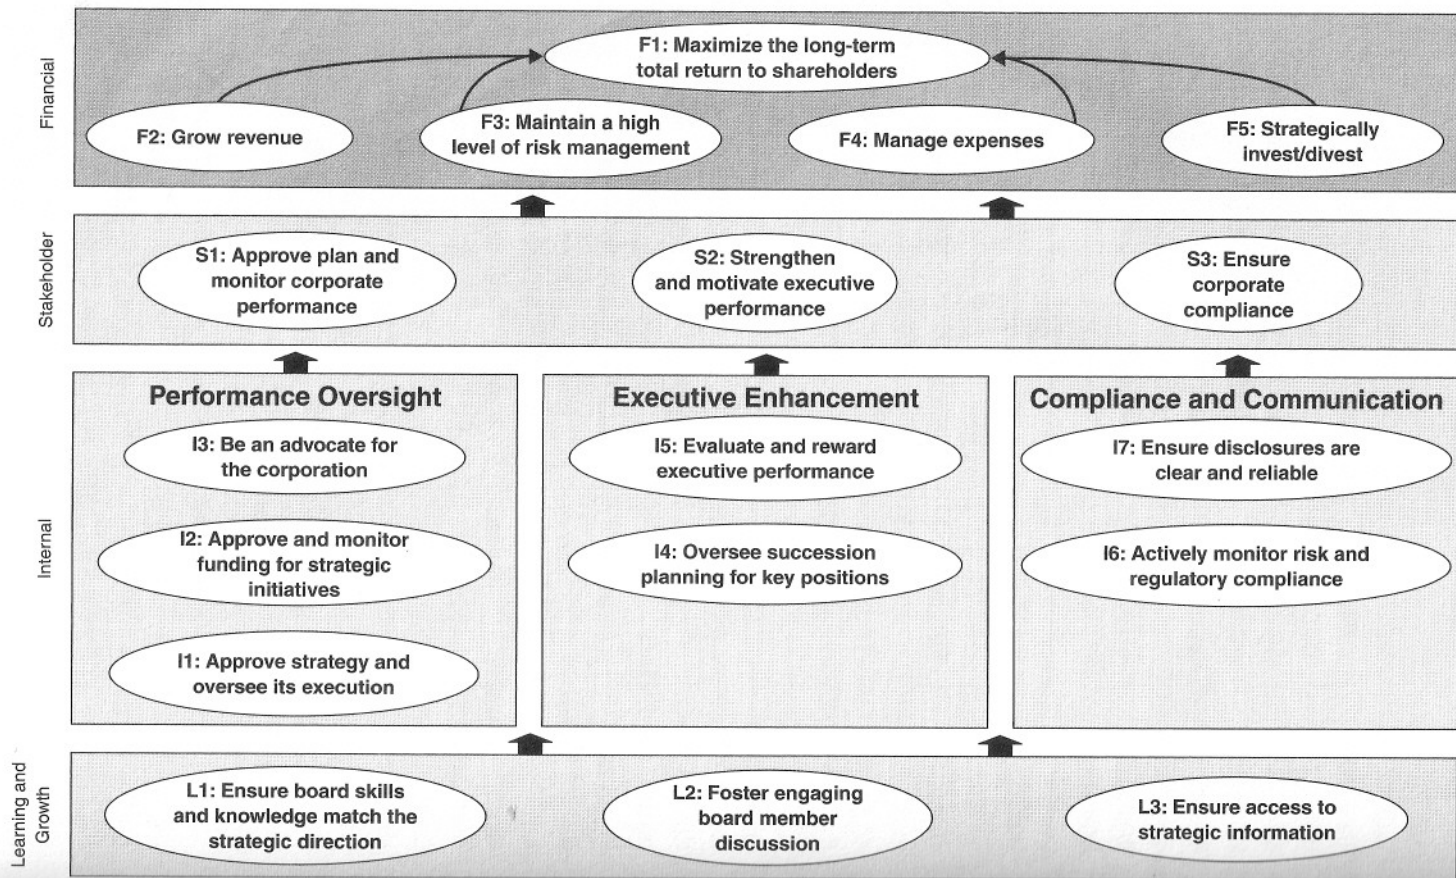 Financial
F1: Maximize the long-term
total return to shareholders
F2: Grow revenue
F3: Maintain a high
level of risk management
F4: Manage expenses
F5: Strategically
invest/divest
Stakeholder
S1: Approve plan and
monitor corporate
performance
S2: Strengthen
and motivate executive
performance
S3: Ensure
corporate
compliance
Internal
Performance Oversight
I3: Be an advocate for
the corporation
I2: Approve and monitor
funding for strategic
initiatives
I1: Approve strategy and
oversee its execution
Executive Enhancement
I5: Evaluate and reward
executive performance
I4: Oversee succession
planning for key positions
Compliance and Communication
I7: Ensure disclosures are
clear and reliable
I6: Actively monitor risk and
regulatory compliance
Learning and
Growth
L1: Ensure board skills
and knowledge match the
strategic direction
L2: Foster engaging
board member
discussion
L3: Ensure access to
strategic information